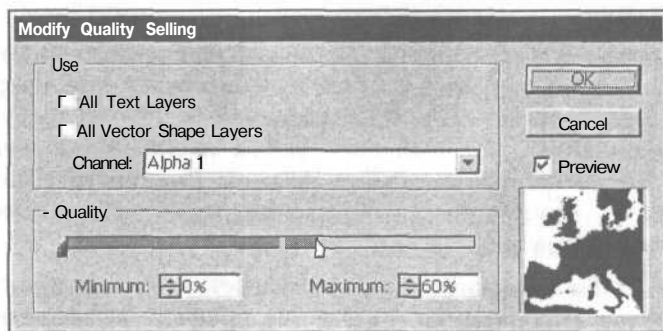 Modify Quality Selling
Use
All Text Layers
All Vector Shape Layers
Channel: Alpha 1
OK
Cancel
Preview
- Quality
Minimum: 0%
Maximum: 60%